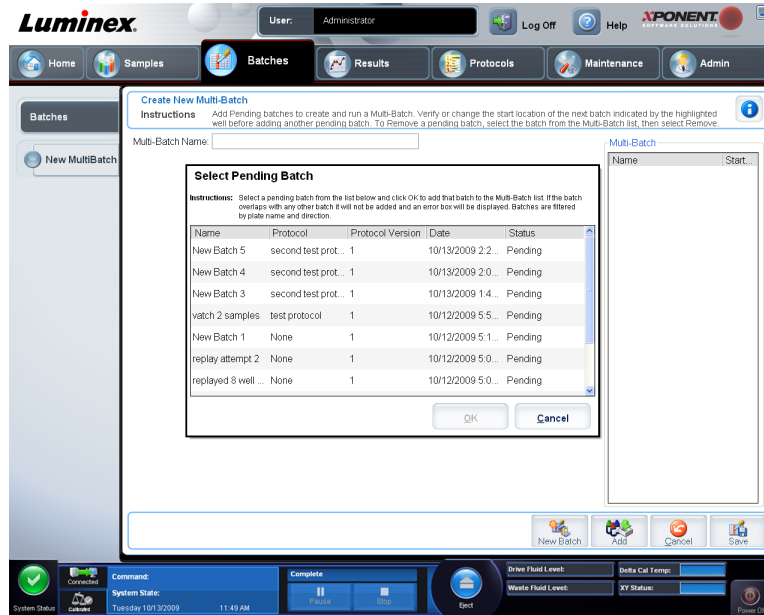 Luminex.
User: Administrator
Log Off
Help
XPONENT
SOFTWARE SOLUTIONS
Home
Samples
Batches
Results
Protocols
Maintenance
Admin
Batches
New MultiBatch
Create New Multi-Batch
Instructions Add Pending batches to create and run a Multi-Batch. Verify or change the start location of the next batch indicated by the highlighted
well before adding another pending batch. To Remove a pending batch, select the batch from the Multi-Batch list, then select Remove.
Multi-Batch Name:
Multi-Batch
Name Start...
Select Pending Batch
Instructions: Select a pending batch from the list below and click OK to add that batch to the Multi-Batch list. If the batch
overlaps with any other batch it will not be added and an error box will be displayed. Batches are filtered
by plate name and direction.
Name Protocol Protocol Version Date Status
New Batch 5 second test prot... 1 10/13/2009 2:2... Pending
New Batch 4 second test prot... 1 10/13/2009 2:0... Pending
New Batch 3 second test prot... 1 10/13/2009 1:4... Pending
vatch 2 samples test protocol 1 10/12/2009 5:5... Pending
New Batch 1 None 1 10/12/2009 5:1... Pending
replay attempt 2 None 1 10/12/2009 5:0... Pending
replayed 8 well ... None 1 10/12/2009 5:0... Pending
OK
Cancel
New Batch
Add
Cancel
Save
System Status
Connected
Calibrated
Command:
System State:
Tuesday 10/13/2009 11:49 AM
Complete
Pause
Stop
Eject
Drive Fluid Level:
Waste Fluid Level:
Delta Cal Temp:
XY Status: